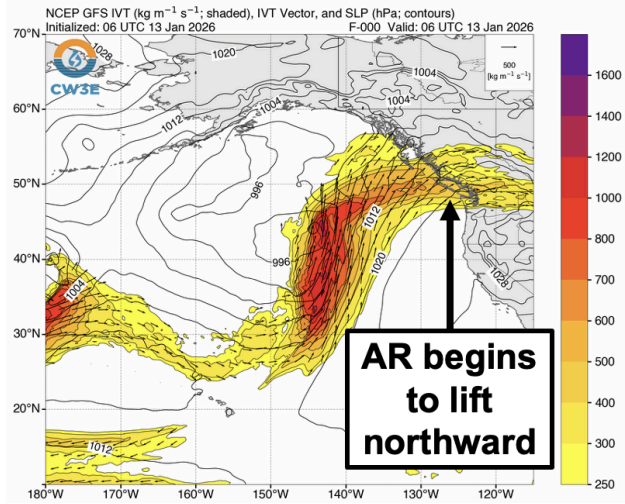 NCEP GFS IVT (kg m⁻¹ s⁻¹; shaded), IVT Vector, and SLP (hPa; contours)
Initialized: 06 UTC 13 Jan 2026 F-000 Valid: 06 UTC 13 Jan 2026
70°N
60°N
50°N
40°N
30°N
20°N
CW3E
500
[kg m⁻¹ s⁻¹]
1028
1020
1004
1004
1004
1012
996
996
1012
1020
1028
1004
1012
AR begins
to lift
northward
180°W 170°W 160°W 150°W 140°W 130°W 120°W
1600
1400
1200
1000
800
700
600
500
400
300
250